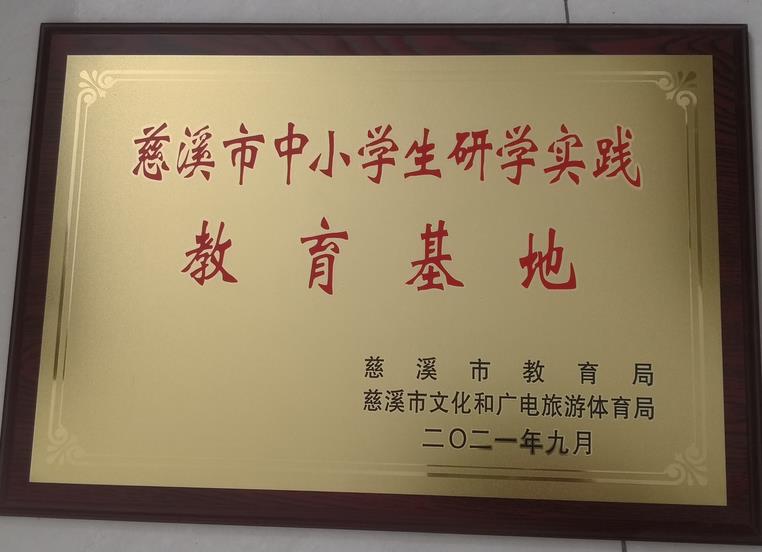 慈溪市中小学生研学实践
教育基地
慈溪市教育局
慈溪市文化和广电旅游体育局
二〇二一年九月